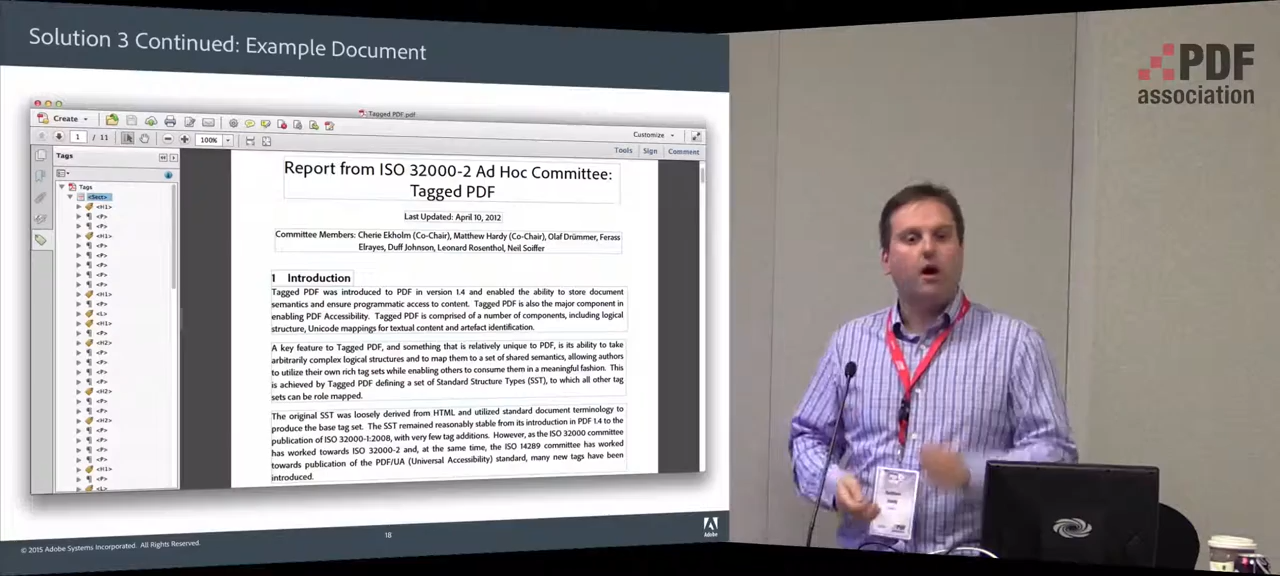 Solution 3 Continued: Example Document
PDF
association
Tagged PDF.pdf
Create
Customize
1 / 11
100%
Tools
Sign
Comment
Tags
Tags
<Sect>
<H1>
<P>
<P>
<H1>
<P>
<P>
<P>
<P>
<P>
<H1>
<P>
<L>
<H1>
<P>
<H2>
<P>
<P>
<P>
<P>
<H2>
<P>
<P>
<H2>
<P>
<P>
<P>
<P>
<H1>
<P>
<L>
Report from ISO 32000-2 Ad Hoc Committee:
Tagged PDF
Last Updated: April 10, 2012
Committee Members: Cherie Ekholm (Co-Chair), Matthew Hardy (Co-Chair), Olaf Drümmer, Ferass
Elrayes, Duff Johnson, Leonard Rosenthol, Neil Soiffer
1 Introduction
Tagged PDF was introduced to PDF in version 1.4 and enabled the ability to store document
semantics and ensure programmatic access to content. Tagged PDF is also the major component in
enabling PDF Accessibility. Tagged PDF is comprised of a number of components, including logical
structure, Unicode mappings for textual content and artefact identification.
A key feature to Tagged PDF, and something that is relatively unique to PDF, is its ability to take
arbitrarily complex logical structures and to map them to a set of shared semantics, allowing authors
to utilize their own rich tag sets while enabling others to consume them in a meaningful fashion. This
is achieved by Tagged PDF defining a set of Standard Structure Types (SST), to which all other tag
sets can be role mapped.
The original SST was loosely derived from HTML and utilized standard document terminology to
produce the base tag set. The SST remained reasonably stable from its introduction in PDF 1.4 to the
publication of ISO 32000-1:2008, with very few tag additions. However, as the ISO 32000 committee
has worked towards ISO 32000-2 and, at the same time, the ISO 14289 committee has worked
towards publication of the PDF/UA (Universal Accessibility) standard, many new tags have been
introduced.
© 2015 Adobe Systems Incorporated. All Rights Reserved.
18
Adobe